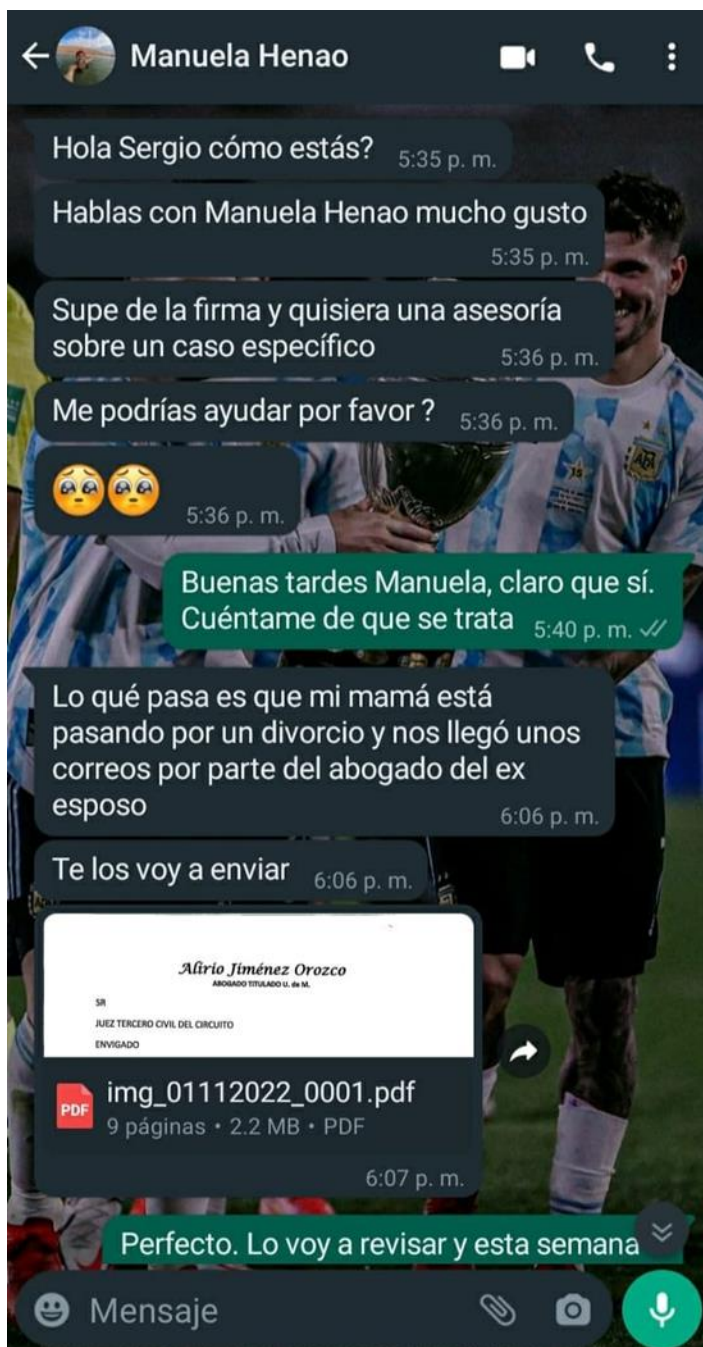 Manuela Henao
Hola Sergio cómo estás?
5:35 p. m.
Hablas con Manuela Henao mucho gusto
5:35 p. m.
Supe de la firma y quisiera una asesoría
sobre un caso específico
5:36 p. m.
Me podrías ayudar por favor ?
5:36 p. m.
🥺🥺
5:36 p. m.
Buenas tardes Manuela, claro que sí.
Cuéntame de que se trata
5:40 p. m.
Lo qué pasa es que mi mamá está
pasando por un divorcio y nos llegó unos
correos por parte del abogado del ex
esposo
6:06 p. m.
Te los voy a enviar
6:06 p. m.
Alirio Jiménez Orozco
ABOGADO TITULADO U. de M.
SR
JUEZ TERCERO CIVIL DEL CIRCUITO
ENVIGADO
PDF
img_01112022_0001.pdf
9 páginas • 2.2 MB • PDF
6:07 p. m.
Perfecto. Lo voy a revisar y esta semana
Mensaje